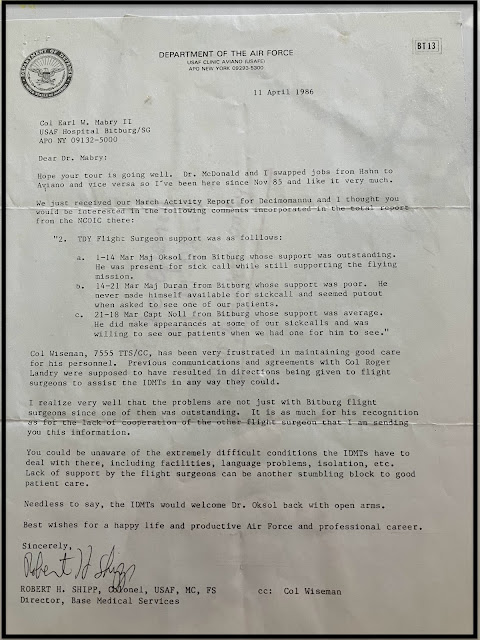 DEPARTMENT OF THE AIR FORCE
USAF CLINIC AVIANO (USAFE)
APO NEW YORK 09293-5300
BT13
11 April 1986
Col Earl W. Mabry II
USAF Hospital Bitburg/SG
APO NY 09132-5000
Dear Dr. Mabry:
Hope your tour is going well. Dr. McDonald and I swapped jobs from Hahn to
Aviano and vice versa so I've been here since Nov 85 and like it very much.
We just received our March Activity Report for Decimomannu and I thought you
would be interested in the following comments incorporated in the total report
from the NCOIC there:
"2. TDY Flight Surgeon support was as folllows:
a. 1-14 Mar Maj Oksol from Bitburg whose support was outstanding.
He was present for sick call while still supporting the flying
mission.
b. 14-21 Mar Maj Duran from Bitburg whose support was poor. He
never made himself available for sickcall and seemed putout
when asked to see one of our patients.
c. 21-18 Mar Capt Noll from Bitburg whose support was average.
He did make appearances at some of our sickcalls and was
willing to see our patients when we had one for him to see."
Col Wiseman, 7555 TTS/CC, has been very frustrated in maintaining good care
for his personnel. Previous communications and agreements with Col Roger
Landry were supposed to have resulted in directions being given to flight
surgeons to assist the IDMTs in any way they could.
I realize very well that the problems are not just with Bitburg flight
surgeons since one of them was outstanding. It is as much for his recognition
as for the lack of cooperation of the other flight surgeon that I am sending
you this information.
You could be unaware of the extremely difficult conditions the IDMTs have to
deal with there, including facilities, language problems, isolation, etc.
Lack of support by the flight surgeons can be another stumbling block to good
patient care.
Needless to say, the IDMTs would welcome Dr. Oksol back with open arms.
Best wishes for a happy life and productive Air Force and professional career.
Sincerely,
Robert H Shipp
ROBERT H. SHIPP, Colonel, USAF, MC, FS cc: Col Wiseman
Director, Base Medical Services